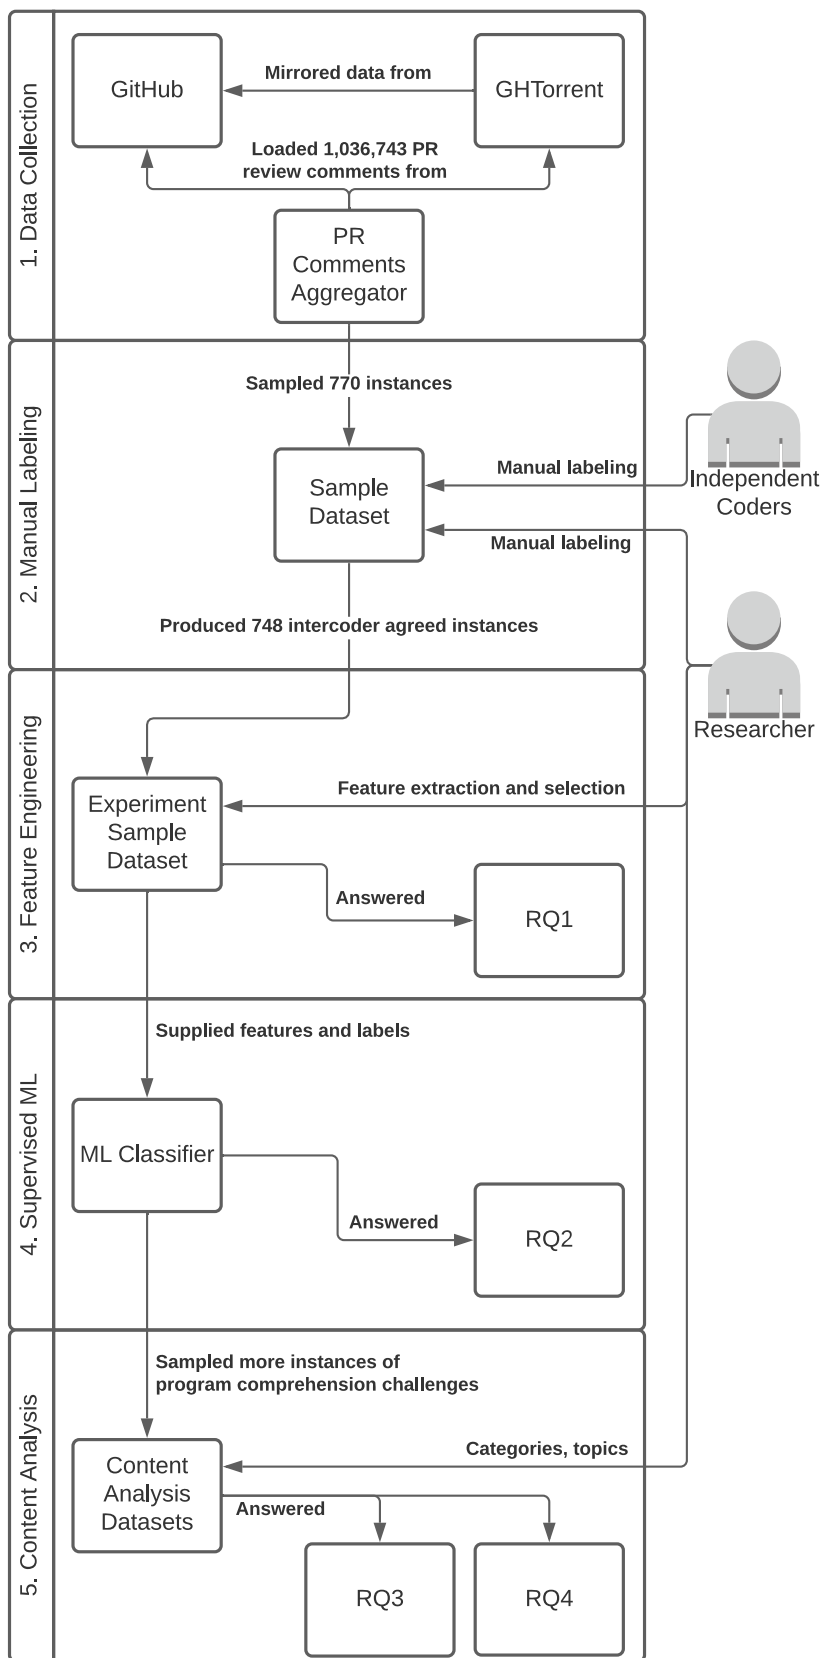 1. Data Collection
GitHub
Mirrored data from
GHTorrent
Loaded 1,036,743 PR
review comments from
PR
Comments
Aggregator
2. Manual Labeling
Sampled 770 instances
Sample
Dataset
Manual labeling
Independent
Coders
Manual labeling
Produced 748 intercoder agreed instances
Researcher
3. Feature Engineering
Experiment
Sample
Dataset
Feature extraction and selection
Answered
RQ1
4. Supervised ML
Supplied features and labels
ML Classifier
Answered
RQ2
5. Content Analysis
Sampled more instances of
program comprehension challenges
Content
Analysis
Datasets
Categories, topics
Answered
RQ3
RQ4